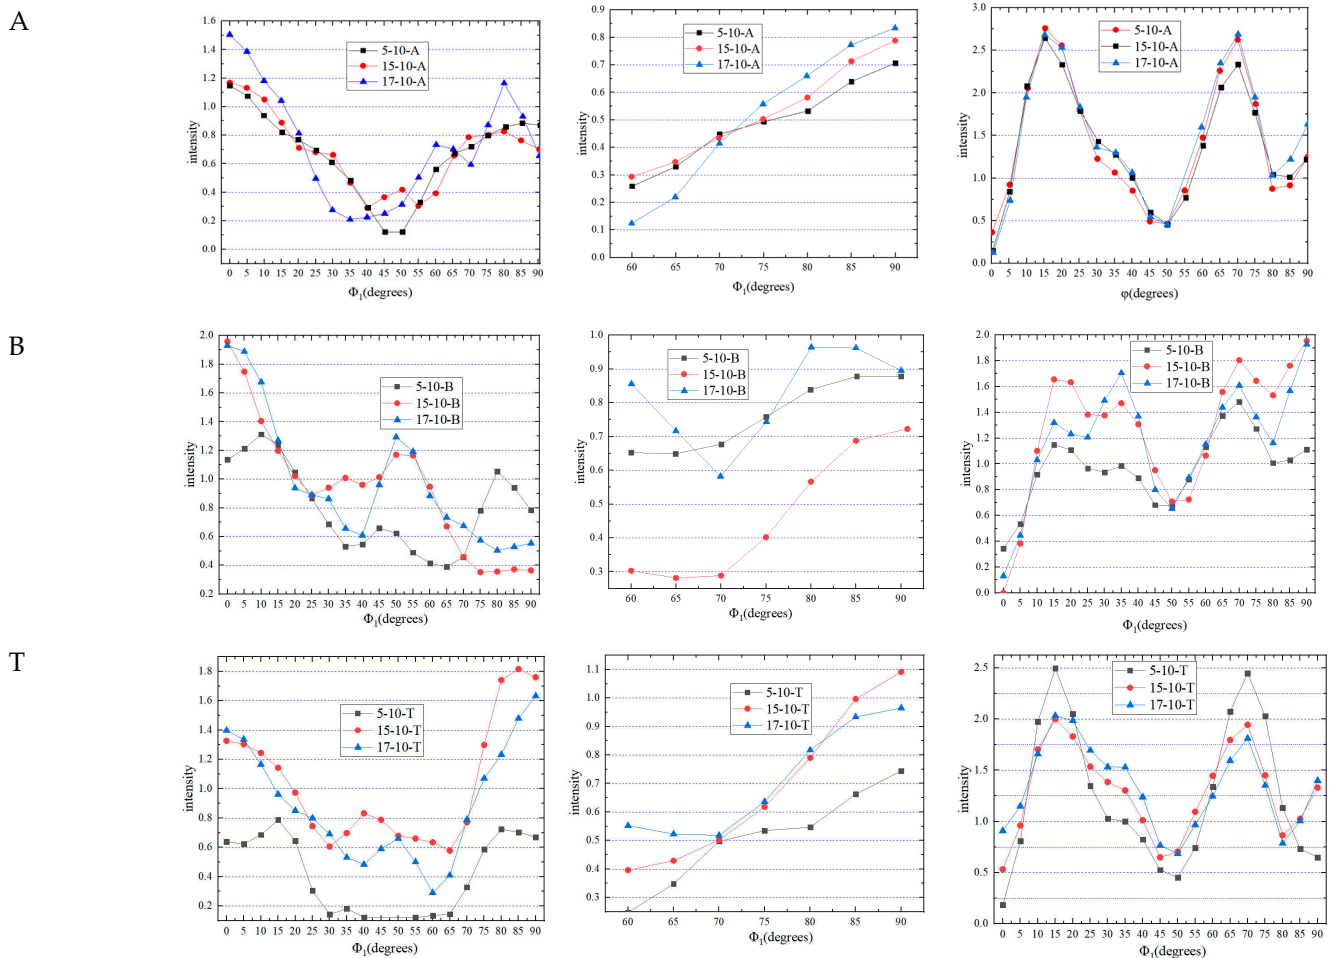 A
1.6
1.4
1.2
1.0
0.8
0.6
0.4
0.2
0.0
intensity
5-10-A
15-10-A
17-10-A
0 5 10 15 20 25 30 35 40 45 50 55 60 65 70 75 80 85 90
Φ1(degrees)
0.9
0.8
0.7
0.6
0.5
0.4
0.3
0.2
0.1
0.0
intensity
5-10-A
15-10-A
17-10-A
60 65 70 75 80 85 90
Φ1(degrees)
3.0
2.5
2.0
1.5
1.0
0.5
0.0
intensity
5-10-A
15-10-A
17-10-A
0 5 10 15 20 25 30 35 40 45 50 55 60 65 70 75 80 85 90
φ(degrees)
B
2.0
1.8
1.6
1.4
1.2
1.0
0.8
0.6
0.4
0.2
intensity
5-10-B
15-10-B
17-10-B
0 5 10 15 20 25 30 35 40 45 50 55 60 65 70 75 80 85 90
Φ1(degrees)
1.0
0.9
0.8
0.7
0.6
0.5
0.4
0.3
intensity
5-10-B
15-10-B
17-10-B
60 65 70 75 80 85 90
Φ1(degrees)
2.0
1.8
1.6
1.4
1.2
1.0
0.8
0.6
0.4
0.2
0.0
intensity
5-10-B
15-10-B
17-10-B
0 5 10 15 20 25 30 35 40 45 50 55 60 65 70 75 80 85 90
Φ1(degrees)
T
1.8
1.6
1.4
1.2
1.0
0.8
0.6
0.4
0.2
intensity
5-10-T
15-10-T
17-10-T
0 5 10 15 20 25 30 35 40 45 50 55 60 65 70 75 80 85 90
Φ1(degrees)
1.1
1.0
0.9
0.8
0.7
0.6
0.5
0.4
0.3
intensity
5-10-T
15-10-T
17-10-T
60 65 70 75 80 85 90
Φ1(degrees)
2.5
2.0
1.5
1.0
0.5
0.0
intensity
5-10-T
15-10-T
17-10-T
0 5 10 15 20 25 30 35 40 45 50 55 60 65 70 75 80 85 90
Φ1(degrees)